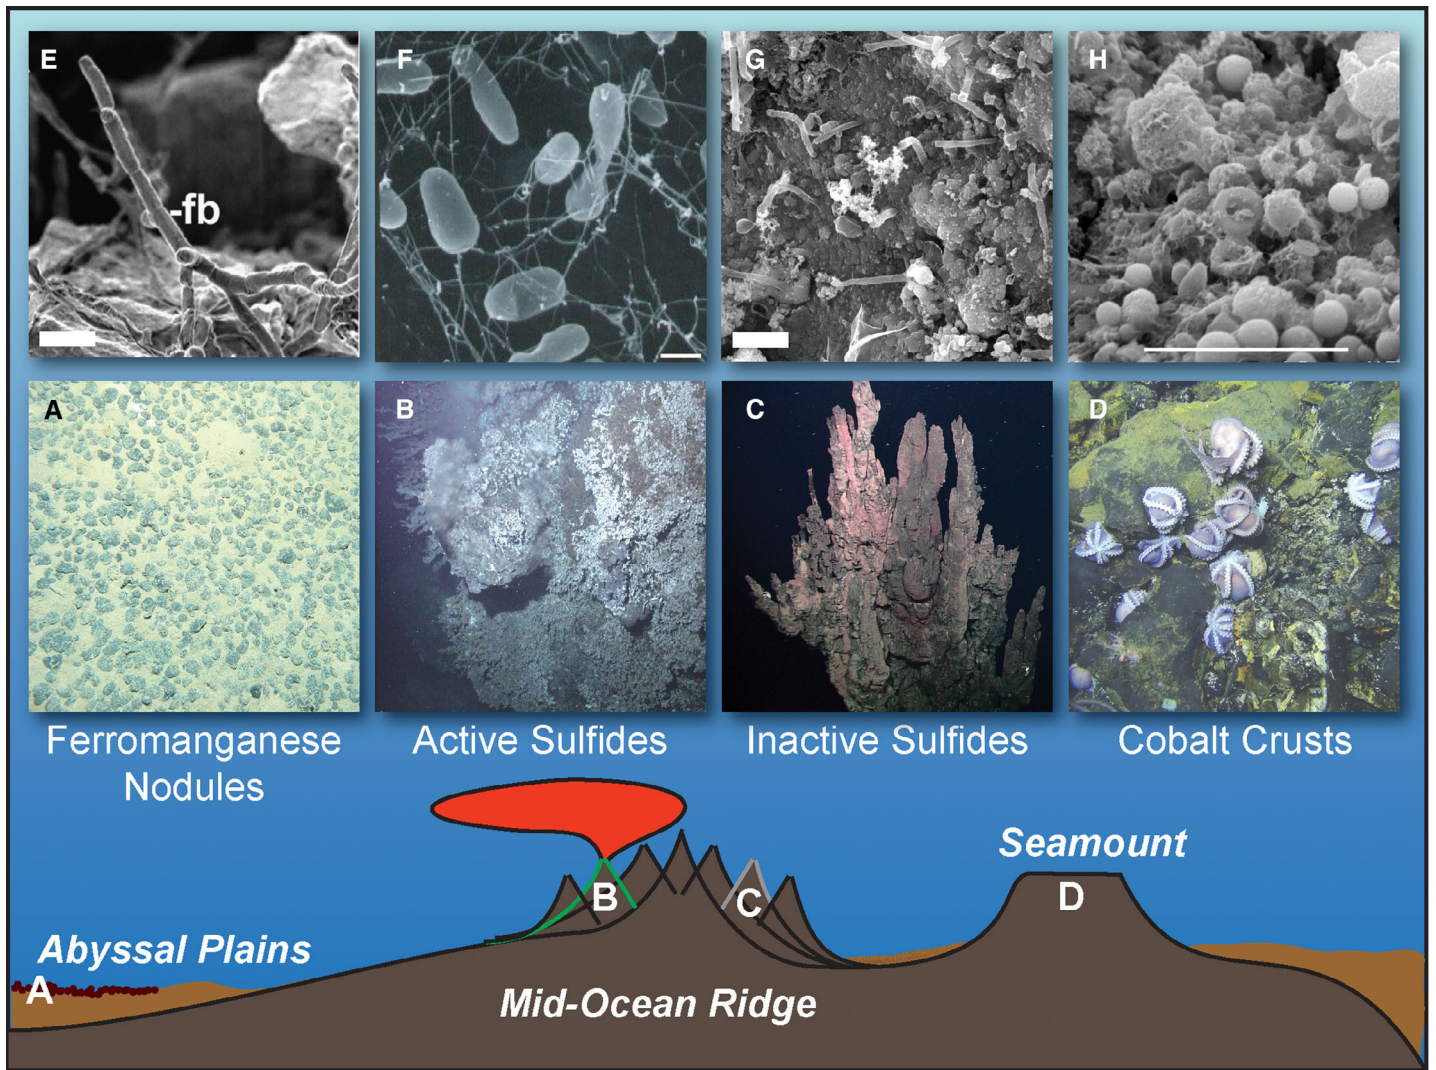 E
F
G
H
-fb
A
B
C
D
Ferromanganese
Nodules
Active Sulfides
Inactive Sulfides
Cobalt Crusts
Seamount
B
C
D
Abyssal Plains
A
Mid-Ocean Ridge